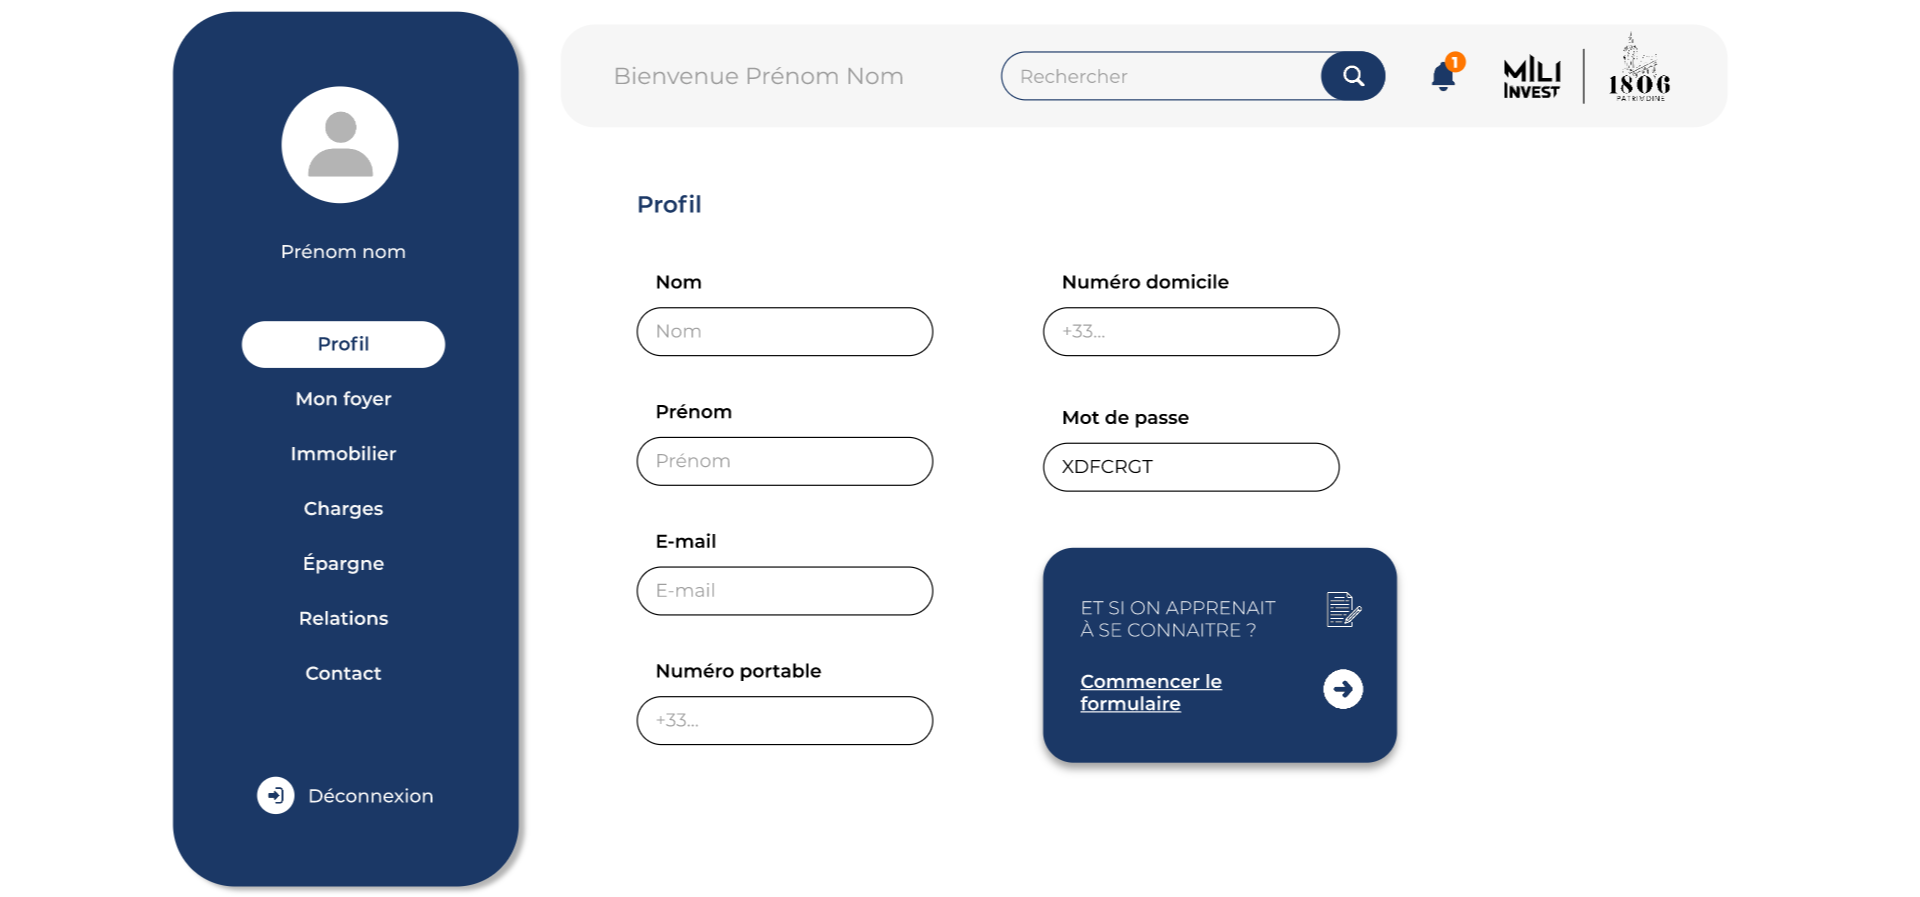 Prénom nom
Profil
Mon foyer
Immobilier
Charges
Épargne
Relations
Contact
Déconnexion
Bienvenue Prénom Nom
Rechercher
1
MILI
INVEST
1806
PATRIMOINE
Profil
Nom
Nom
Prénom
Prénom
E-mail
E-mail
Numéro portable
+33...
Numéro domicile
+33...
Mot de passe
XDFCRGT
ET SI ON APPRENAIT
À SE CONNAITRE ?
Commencer le
formulaire